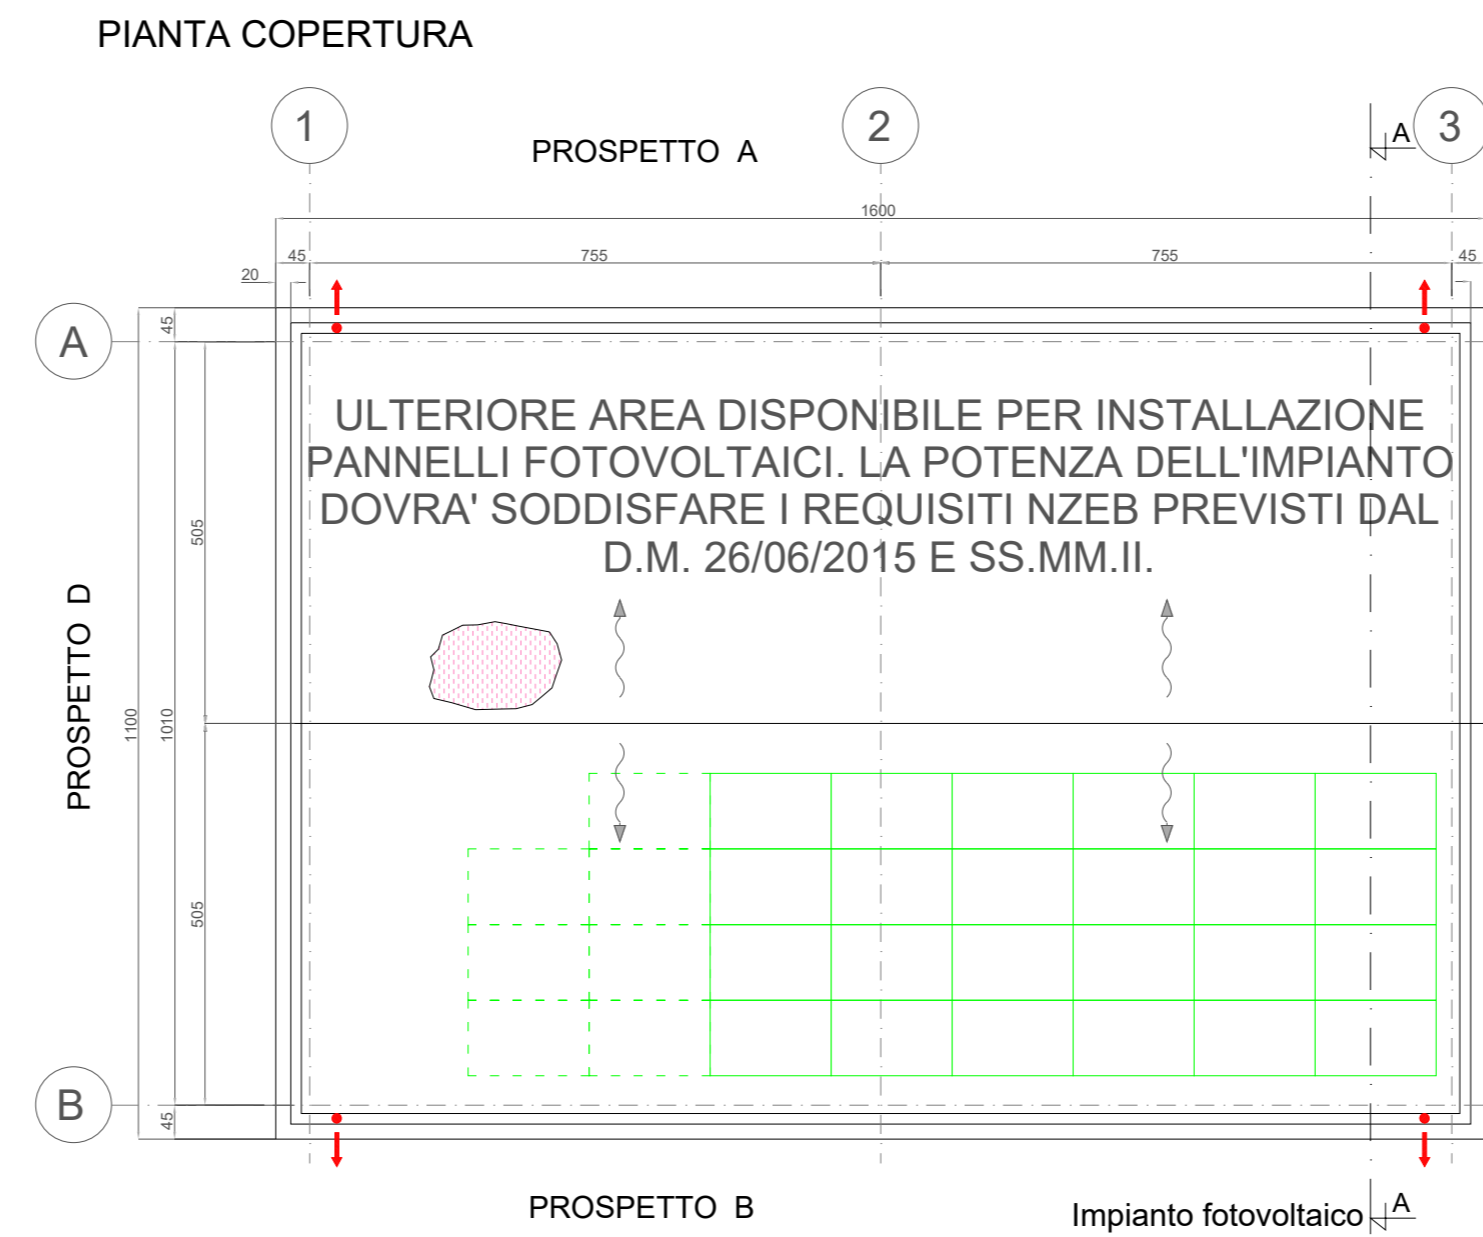 PIANTA COPERTURA
1
2
3
PROSPETTO A
A
1600
45
755
755
45
20
A
45
ULTERIORE AREA DISPONIBILE PER INSTALLAZIONE
PANNELLI FOTOVOLTAICI. LA POTENZA DELL'IMPIANTO
DOVRA' SODDISFARE I REQUISITI NZEB PREVISTI DAL
D.M. 26/06/2015 E SS.MM.II.
505
PROSPETTO D
1100
1010
505
B
45
PROSPETTO B
Impianto fotovoltaico
A